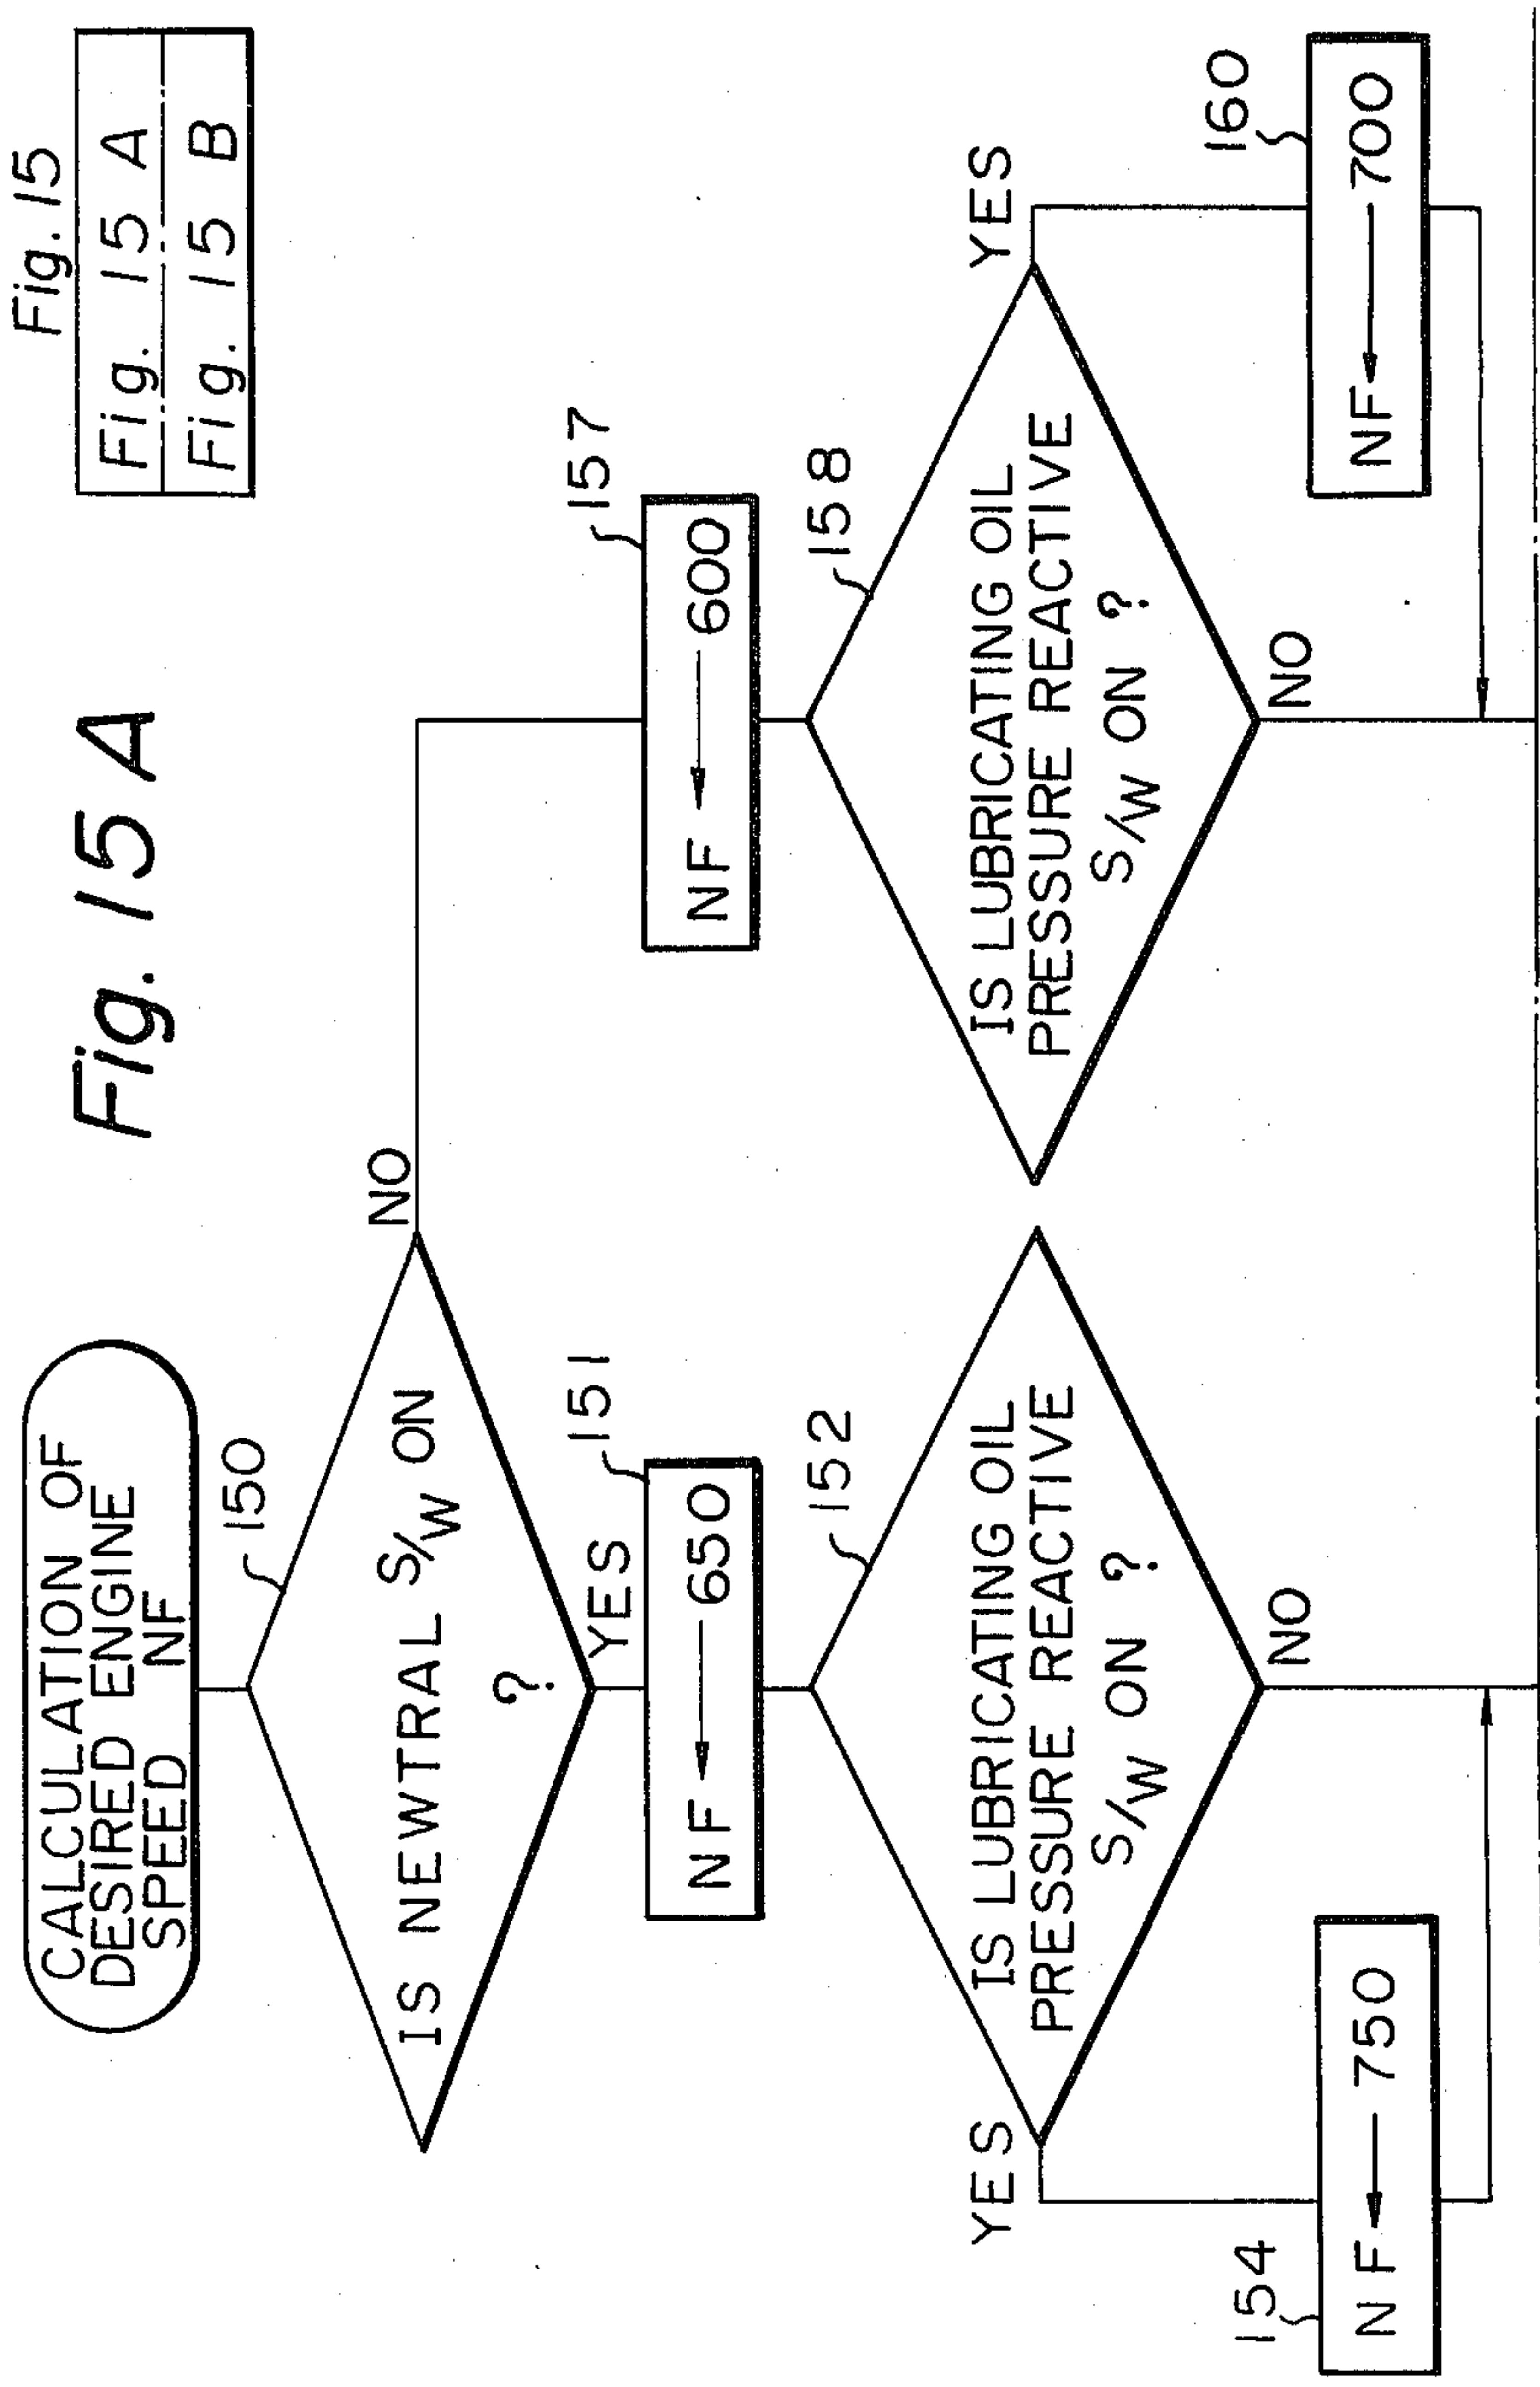 Fig. 15
Fig. 15 A
Fig. 15 B
Fig. 15 A
CALCULATION OF
DESIRED ENGINE
SPEED NF
150
IS NEWTRAL S/W ON
?
NO
YES
151
NF ← 650
157
NF ← 600
152
IS LUBRICATING OIL
PRESSURE REACTIVE
S/W ON ?
YES
NO
158
IS LUBRICATING OIL
PRESSURE REACTIVE
S/W ON ?
YES
NO
154
NF ← 750
160
NF ← 700